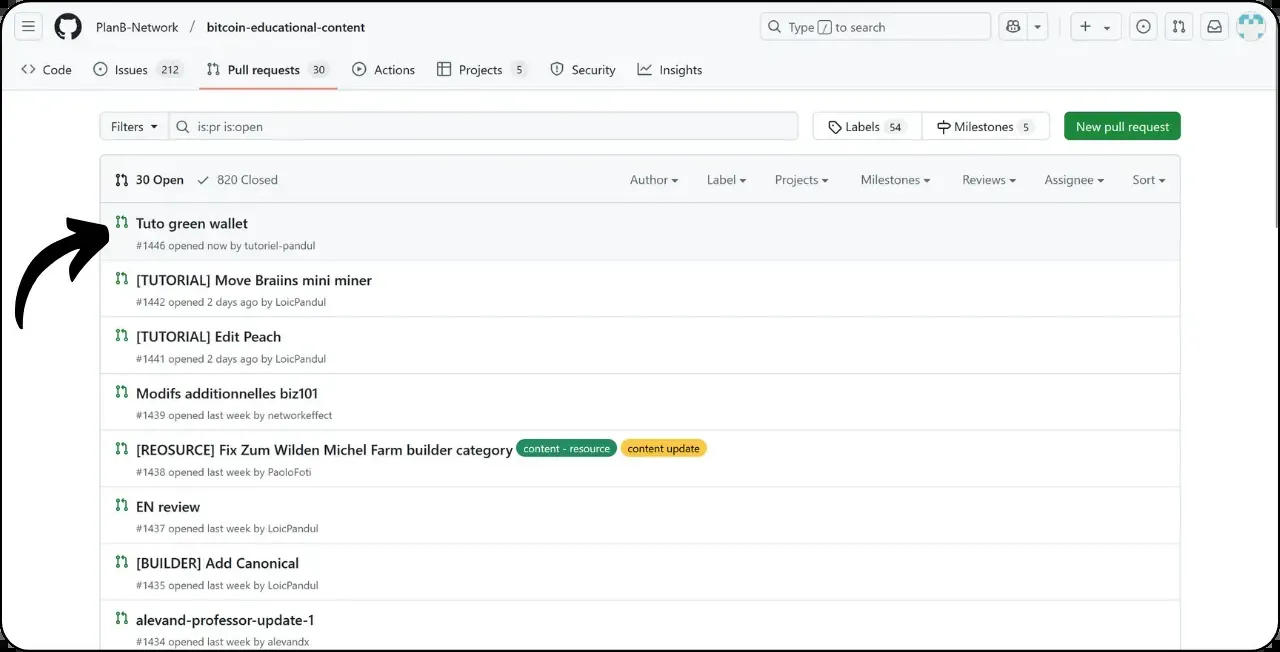 PlanB-Network / bitcoin-educational-content
Type / to search
Code Issues 212 Pull requests 30 Actions Projects 5 Security Insights
Filters is:pr is:open Labels 54 Milestones 5 New pull request
30 Open 820 Closed Author Label Projects Milestones Reviews Assignee Sort
Tuto green wallet
#1446 opened now by tutoriel-pandul
[TUTORIAL] Move Braiins mini miner
#1442 opened 2 days ago by LoicPandul
[TUTORIAL] Edit Peach
#1441 opened 2 days ago by LoicPandul
Modifs additionnelles biz101
#1439 opened last week by networkeffect
[REOSURCE] Fix Zum Wilden Michel Farm builder category content - resource content update
#1438 opened last week by PaoloFoti
EN review
#1437 opened last week by LoicPandul
[BUILDER] Add Canonical
#1435 opened last week by LoicPandul
alevand-professor-update-1
#1434 opened last week by alevandx